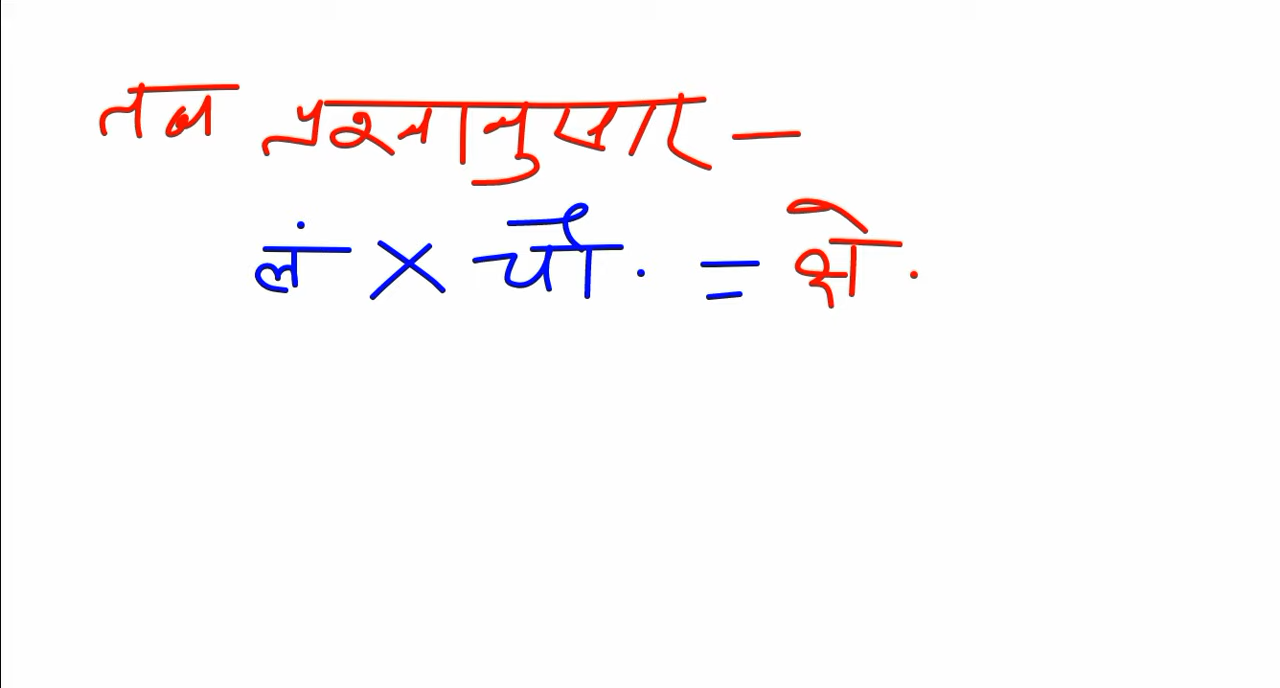 तब प्रश्नानुसार —
लं × चौ. = क्षे.